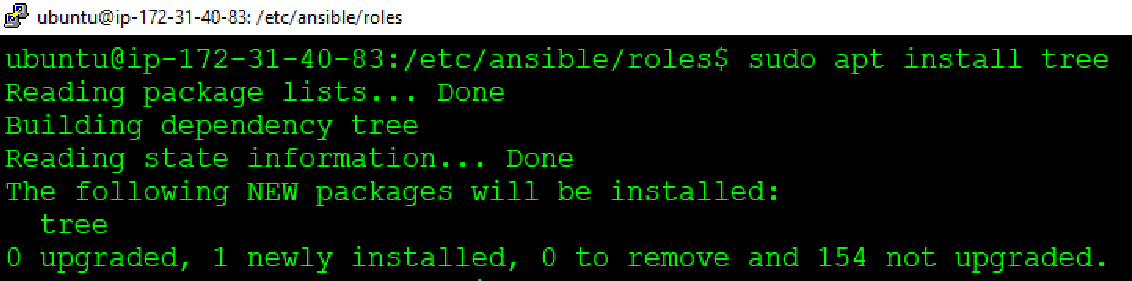 ubuntu@ip-172-31-40-83: /etc/ansible/roles
ubuntu@ip-172-31-40-83:/etc/ansible/roles$ sudo apt install tree
Reading package lists... Done
Building dependency tree
Reading state information... Done
The following NEW packages will be installed:
  tree
0 upgraded, 1 newly installed, 0 to remove and 154 not upgraded.